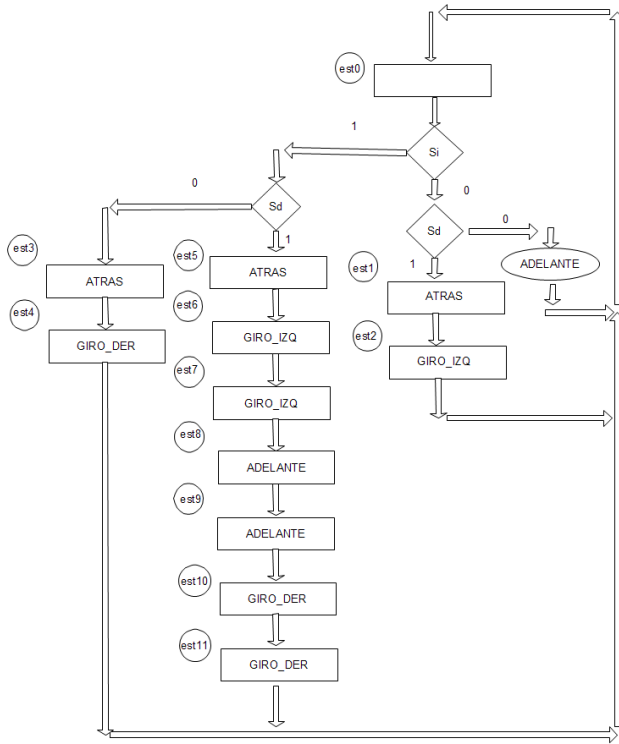 est0
1
Si
0
0
Sd
Sd
0
1
1
est3
est5
est1
ADELANTE
ATRAS
ATRAS
ATRAS
est4
est6
est2
GIRO_DER
GIRO_IZQ
GIRO_IZQ
est7
GIRO_IZQ
est8
ADELANTE
est9
ADELANTE
est10
GIRO_DER
est11
GIRO_DER